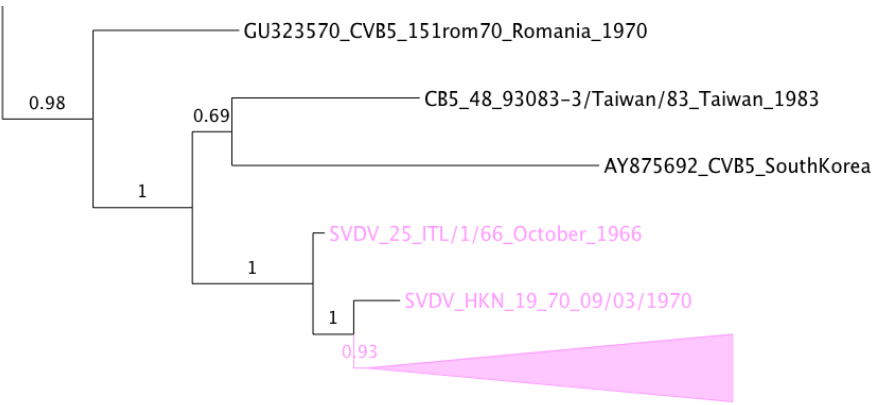 GU323570_CVB5_151rom70_Romania_1970
0.98
CB5_48_93083-3/Taiwan/83_Taiwan_1983
0.69
AY875692_CVB5_SouthKorea
1
SVDV_25_ITL/1/66_October_1966
1
SVDV_HKN_19_70_09/03/1970
1
0.93